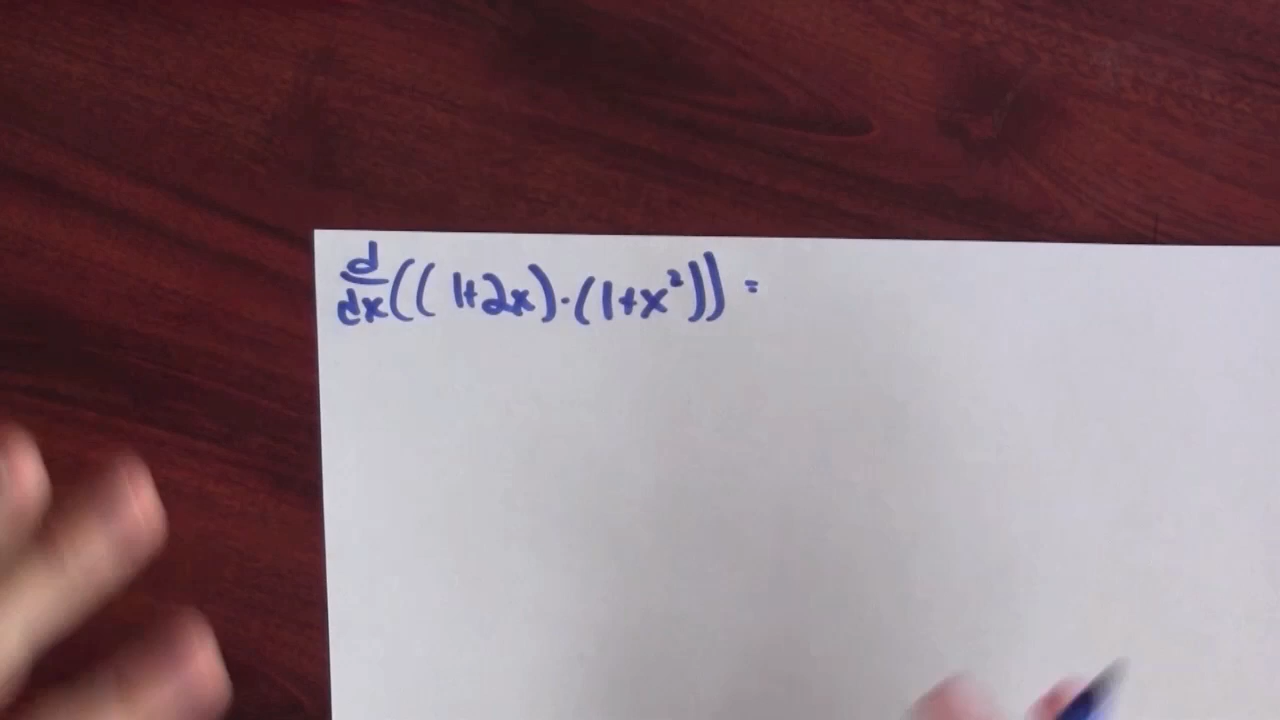 d/dx((1+2x)·(1+x²)) =